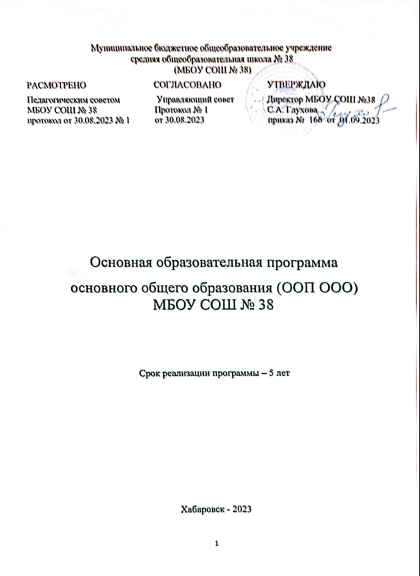 Муниципальное бюджетное общеобразовательное учреждение
средняя общеобразовательная школа № 38
(МБОУ СОШ № 38)
РАСМОТРЕНО СОГЛАСОВАНО УТВЕРЖДАЮ
Педагогическим советом Управляющий совет Директор МБОУ СОШ №38
МБОУ СОШ № 38 Протокол № 1 С.А. Глухова
протокол от 30.08.2023 № 1 от 30.08.2023 приказ № 166 от 01.09.2023
Основная образовательная программа
основного общего образования (ООП ООО)
МБОУ СОШ № 38
Срок реализации программы – 5 лет
Хабаровск - 2023
1